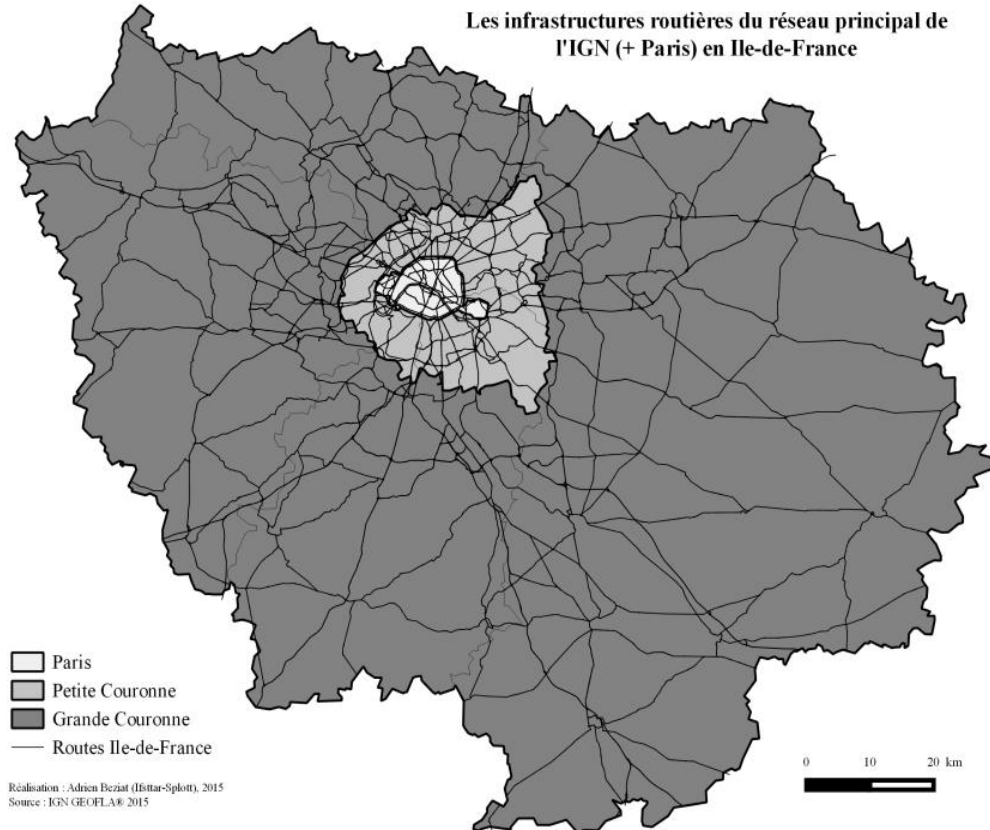 Les infrastructures routières du réseau principal de
l'IGN (+ Paris) en Ile-de-France
Paris
Petite Couronne
Grande Couronne
Routes Ile-de-France
Réalisation : Adrien Beziat (Ifsttar-Splott), 2015
Source : IGN GEOFLA® 2015
0 10 20 km